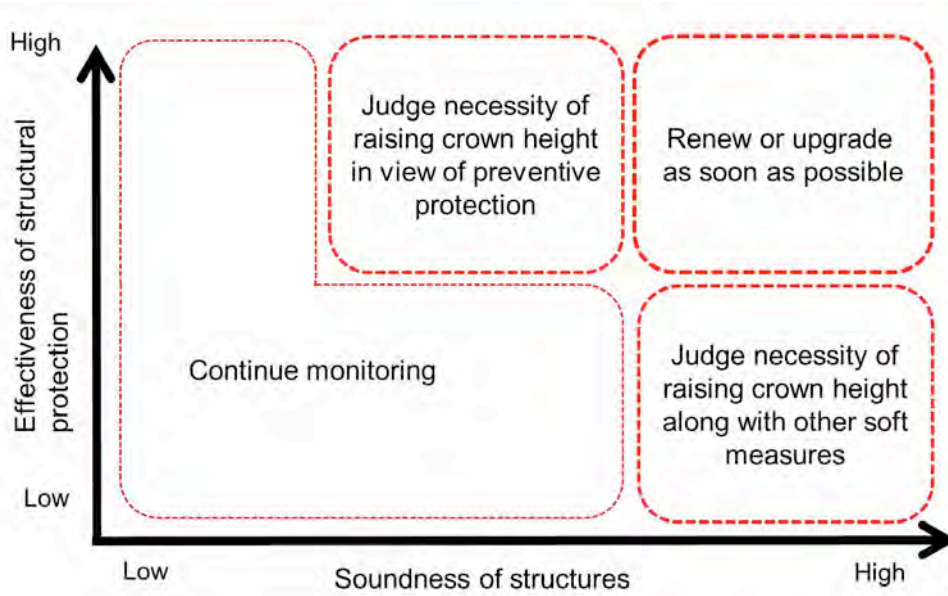 High
Effectiveness of structural
protection
Low
Judge necessity of
raising crown height
in view of preventive
protection
Renew or upgrade
as soon as possible
Continue monitoring
Judge necessity of
raising crown height
along with other soft
measures
Low
Soundness of structures
High